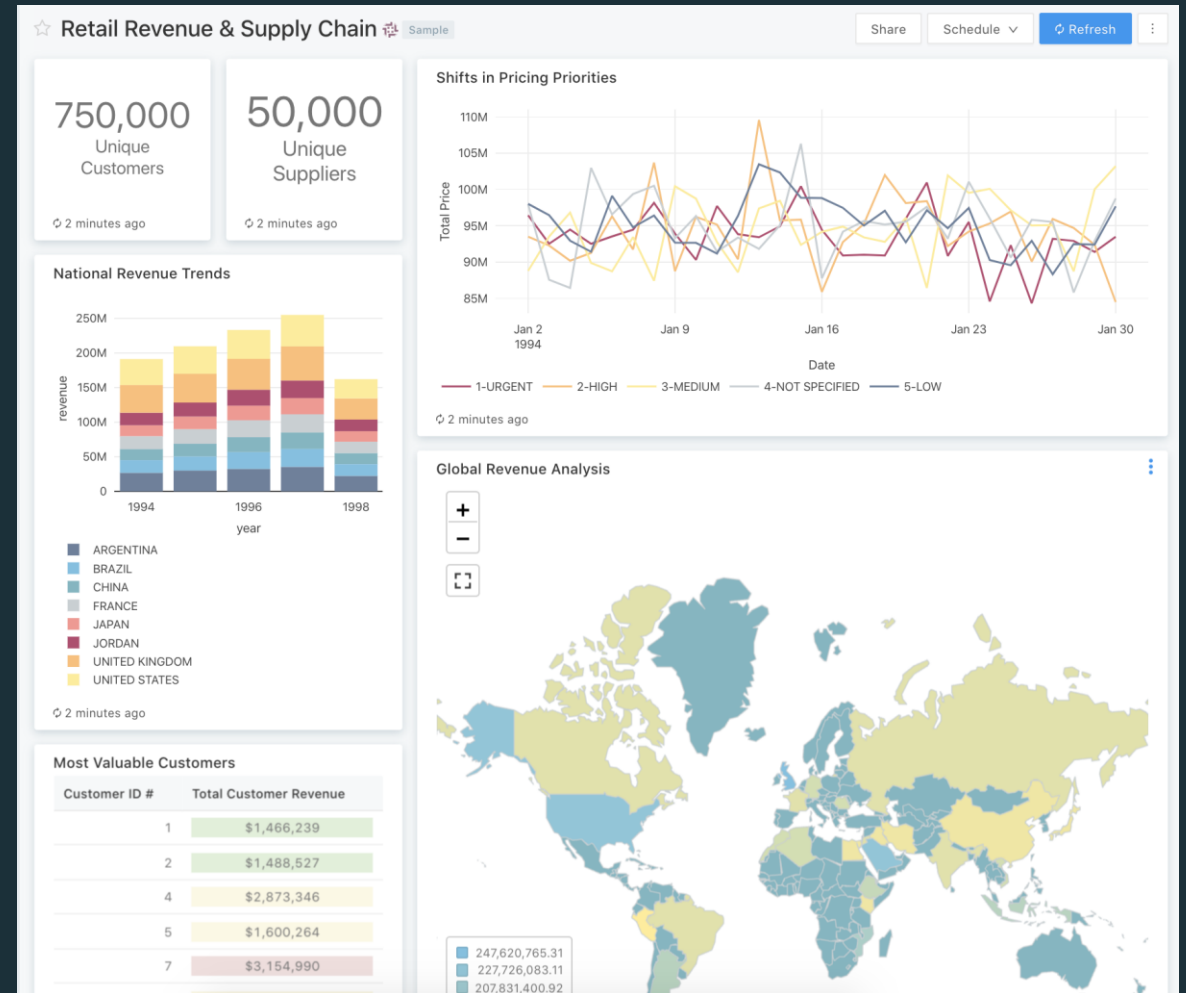 Retail Revenue & Supply Chain Sample
Share
Schedule
Refresh
750,000
Unique
Customers
2 minutes ago
50,000
Unique
Suppliers
2 minutes ago
Shifts in Pricing Priorities
110M
105M
100M
95M
90M
85M
Total Price
Jan 2
1994
Jan 9
Jan 16
Jan 23
Jan 30
Date
1-URGENT 2-HIGH 3-MEDIUM 4-NOT SPECIFIED 5-LOW
2 minutes ago
National Revenue Trends
250M
200M
150M
100M
50M
0
revenue
1994 1996 1998
year
ARGENTINA
BRAZIL
CHINA
FRANCE
JAPAN
JORDAN
UNITED KINGDOM
UNITED STATES
2 minutes ago
Global Revenue Analysis
+
−
247,620,765.31
227,726,083.11
207,831,400.92
Most Valuable Customers
Customer ID # Total Customer Revenue
1 $1,466,239
2 $1,488,527
4 $2,873,346
5 $1,600,264
7 $3,154,990